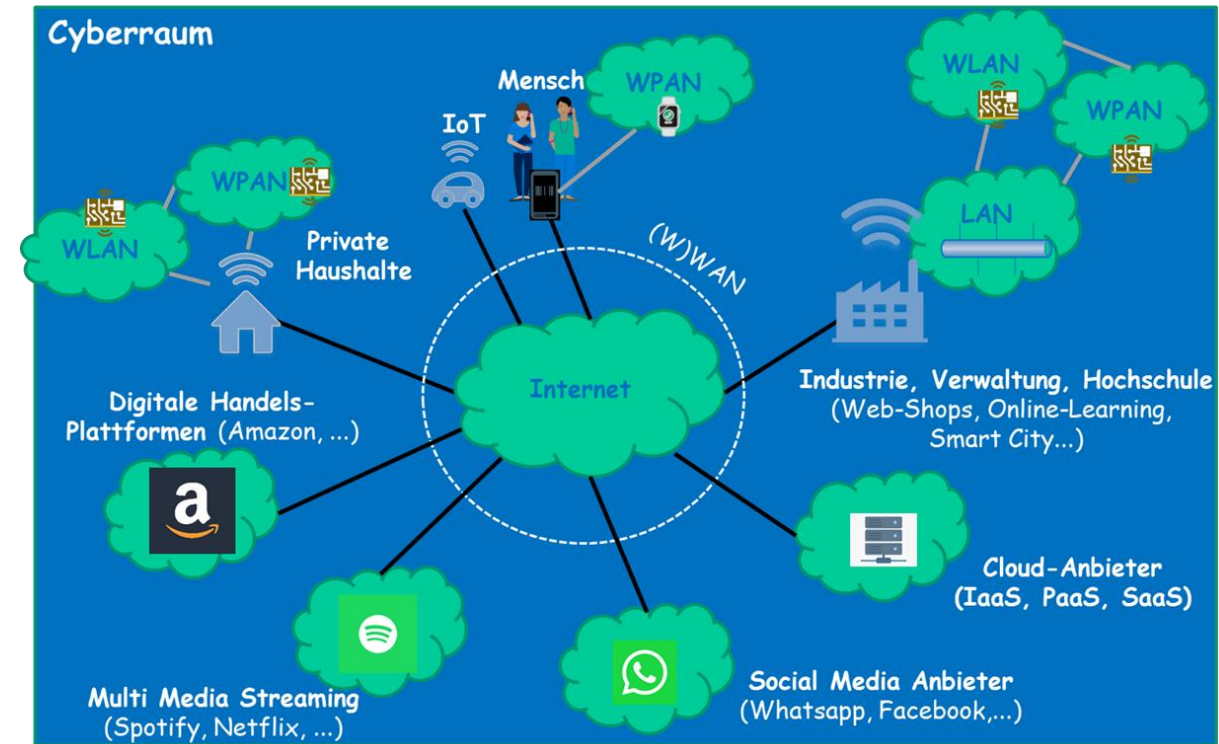 Cyberraum
WLAN
WPAN
Mensch
WPAN
IoT
WPAN
WLAN
Private
Haushalte
LAN
(W)WAN
Internet
Industrie, Verwaltung, Hochschule
(Web-Shops, Online-Learning,
Smart City...)
Digitale Handels-
Plattformen (Amazon, ...)
a
Cloud-Anbieter
(IaaS, PaaS, SaaS)
Multi Media Streaming
(Spotify, Netflix, ...)
Social Media Anbieter
(Whatsapp, Facebook,...)